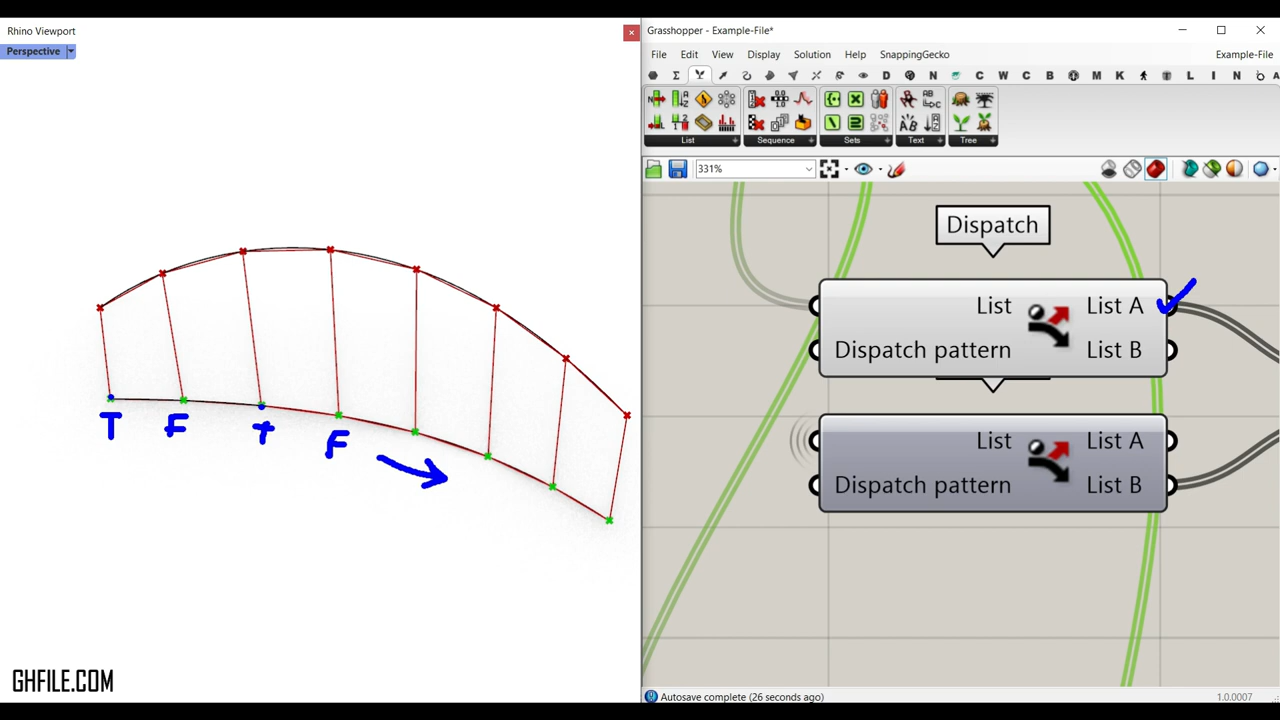 Rhino Viewport
Perspective
T F T F
GHFILE.COM
Grasshopper - Example-File*
File Edit View Display Solution Help SnappingGecko Example-File
D N C W C B M K L I N A
List Sequence Sets Text Tree
331%
Dispatch
List List A
Dispatch pattern List B
List List A
Dispatch pattern List B
Autosave complete (26 seconds ago) 1.0.0007